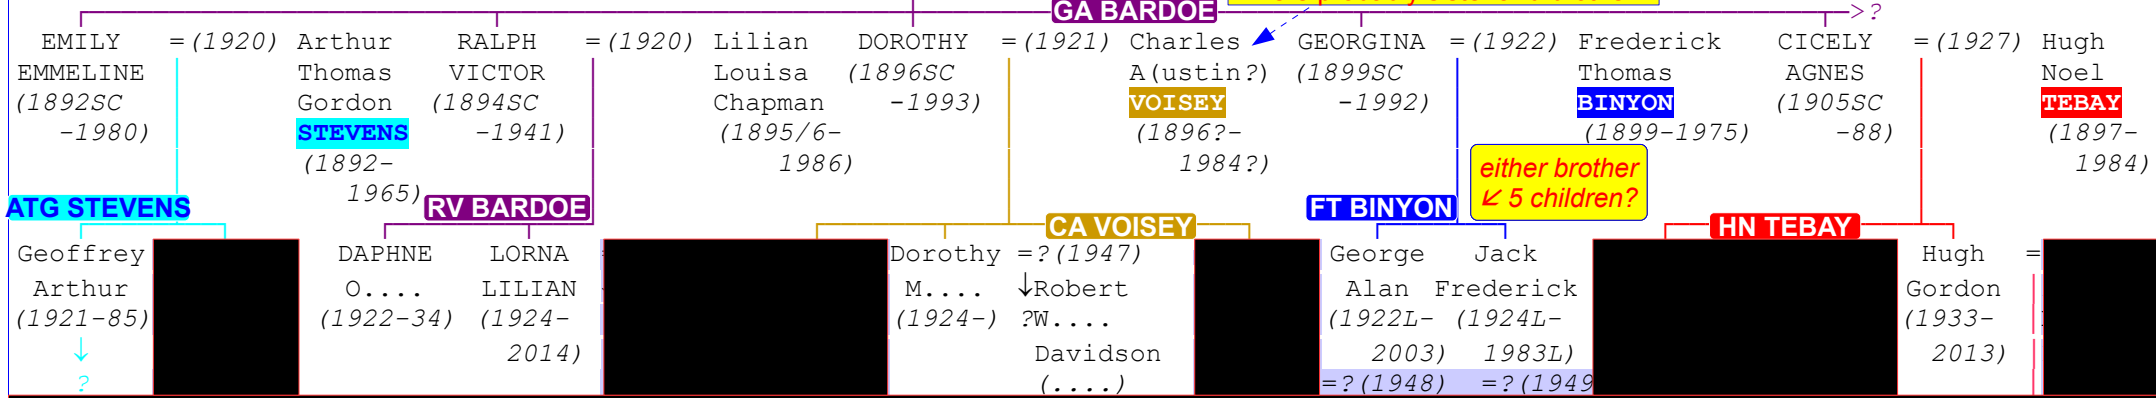 GA BARDOE
>?
EMILY =(1920) Arthur RALPH =(1920) Lilian DOROTHY =(1921) Charles GEORGINA =(1922) Frederick CICELY =(1927) Hugh
EMMELINE Thomas VICTOR Louisa (1896SC A(ustin?) (1899SC Thomas AGNES Noel
(1892SC Gordon (1894SC Chapman -1993) VOISEY -1992) BINYON (1905SC TEBAY
-1980) STEVENS -1941) (1895/6- (1896?- (1899-1975) -88) (1897-
(1892- 1986) 1984?) either brother 1984)
1965) ↙ 5 children?
ATG STEVENS RV BARDOE CA VOISEY FT BINYON HN TEBAY
Geoffrey DAPHNE LORNA Dorothy =?(1947) George Jack Hugh =
Arthur O.... LILIAN M.... ↓Robert Alan Frederick Gordon
(1921-85) (1922-34) (1924- (1924-) ?W.... (1922L- (1924L- (1933-
↓ 2014) Davidson 2003) 1983L) 2013)
? (....) =?(1948) =?(1949